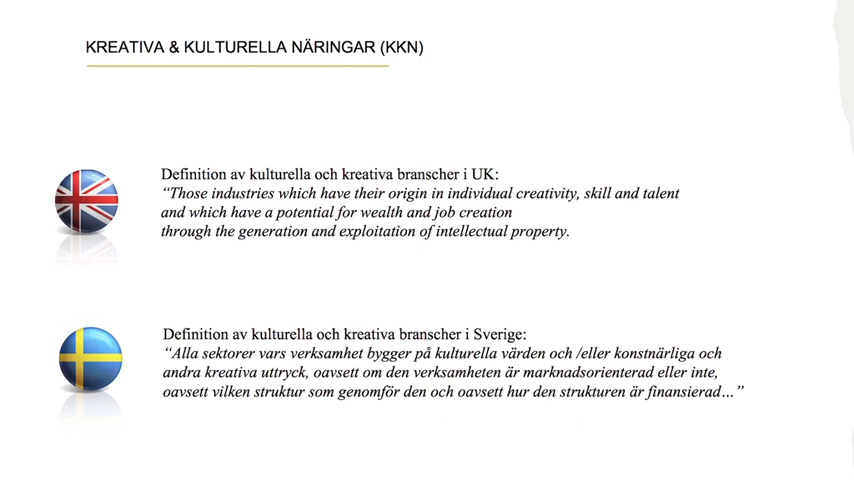 KREATIVA & KULTURELLA NÄRINGAR (KKN)
Definition av kulturella och kreativa branscher i UK:
“Those industries which have their origin in individual creativity, skill and talent
and which have a potential for wealth and job creation
through the generation and exploitation of intellectual property.
Definition av kulturella och kreativa branscher i Sverige:
“Alla sektorer vars verksamhet bygger på kulturella värden och /eller konstnärliga och
andra kreativa uttryck, oavsett om den verksamheten är marknadsorienterad eller inte,
oavsett vilken struktur som genomför den och oavsett hur den strukturen är finansierad…”